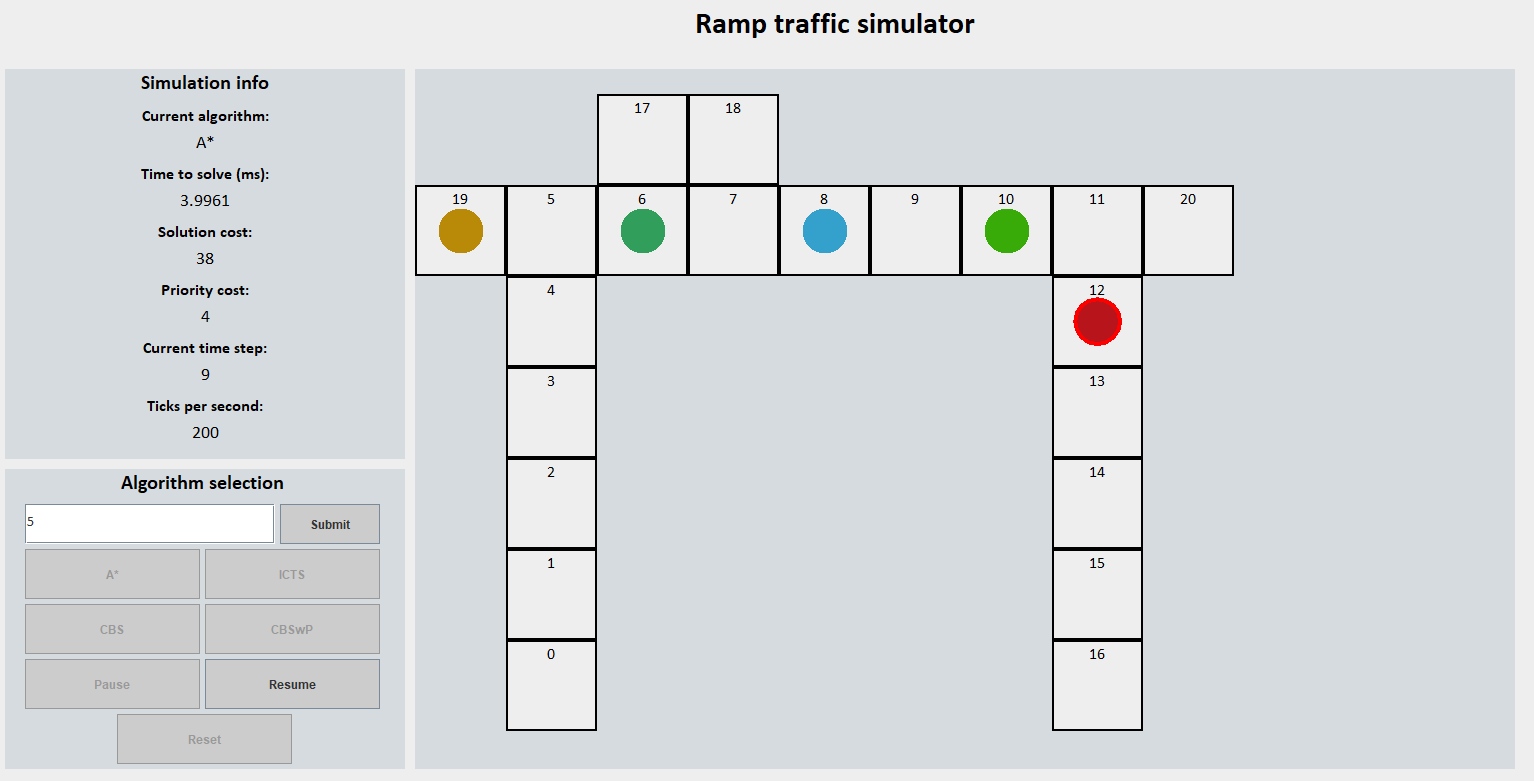 Ramp traffic simulator
Simulation info
Current algorithm:
A*
Time to solve (ms):
3.9961
Solution cost:
38
Priority cost:
4
Current time step:
9
Ticks per second:
200
Algorithm selection
5 Submit
A* ICTS
CBS CBSwP
Pause Resume
Reset
17 18
19 5 6 7 8 9 10 11 20
4 12
3 13
2 14
1 15
0 16